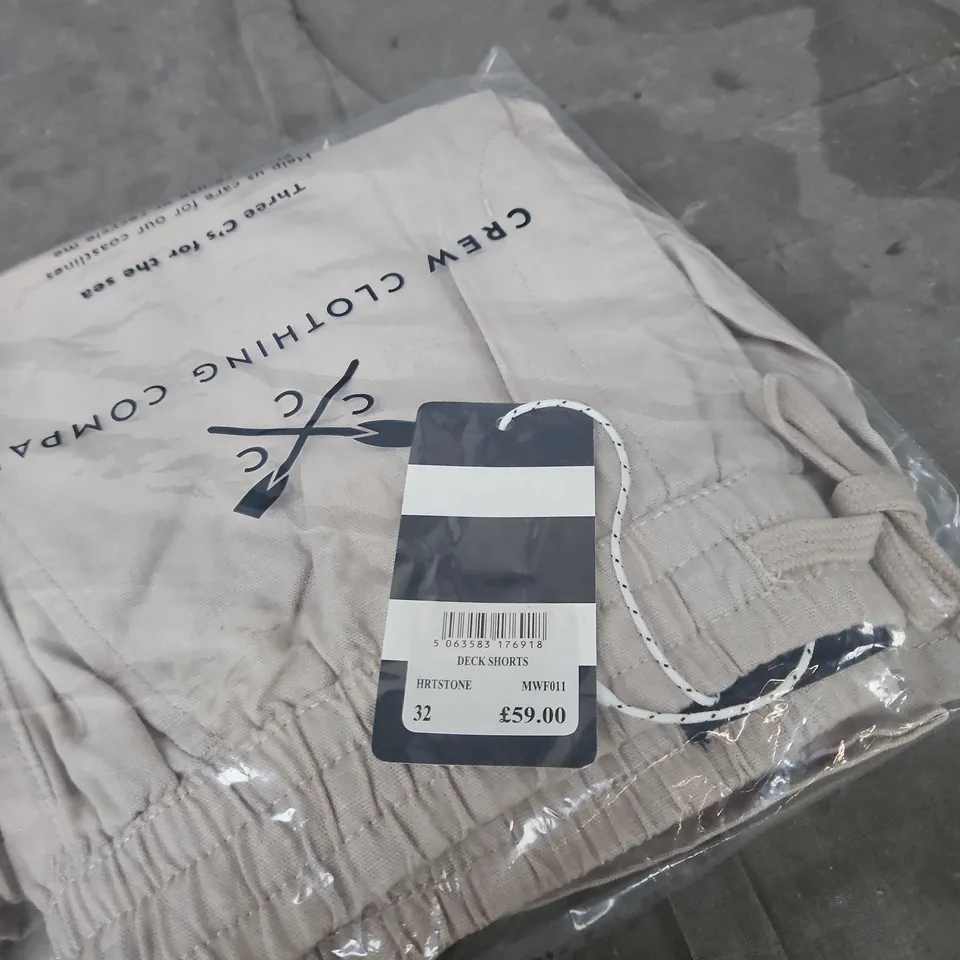 Help us care for our coastlines
Three C's for the sea
CREW CLOTHING COMPA
C C
C
5 063583 176918
DECK SHORTS
HRTSTONE MWF011
32 £59.00